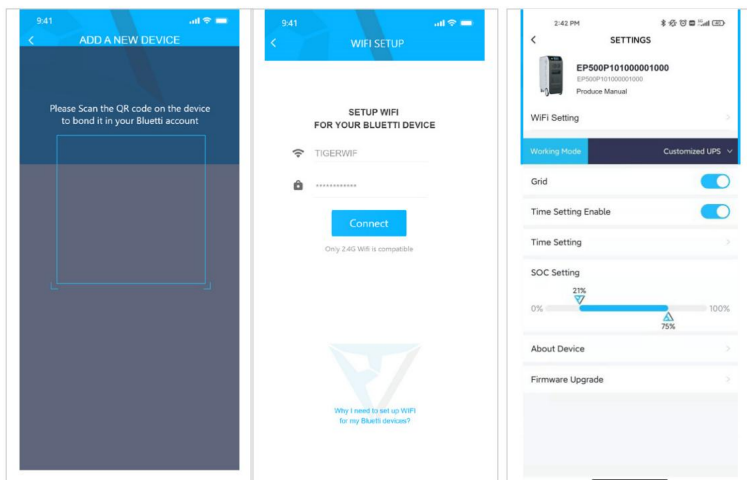 9:41
ADD A NEW DEVICE
Please Scan the QR code on the device
to bond it in your Bluetti account
9:41
WIFI SETUP
SETUP WIFI
FOR YOUR BLUETTI DEVICE
TIGERWIF
************
Connect
Only 2.4G Wifi is compatible
Why I need to set up WIFI
for my Bluetti devices?
2:42 PM
SETTINGS
EP500P101000001000
EP500P101000001000
Produce Manual
WiFi Setting
Working Mode Customized UPS
Grid
Time Setting Enable
Time Setting
SOC Setting
21%
0% 100%
75%
About Device
Firmware Upgrade